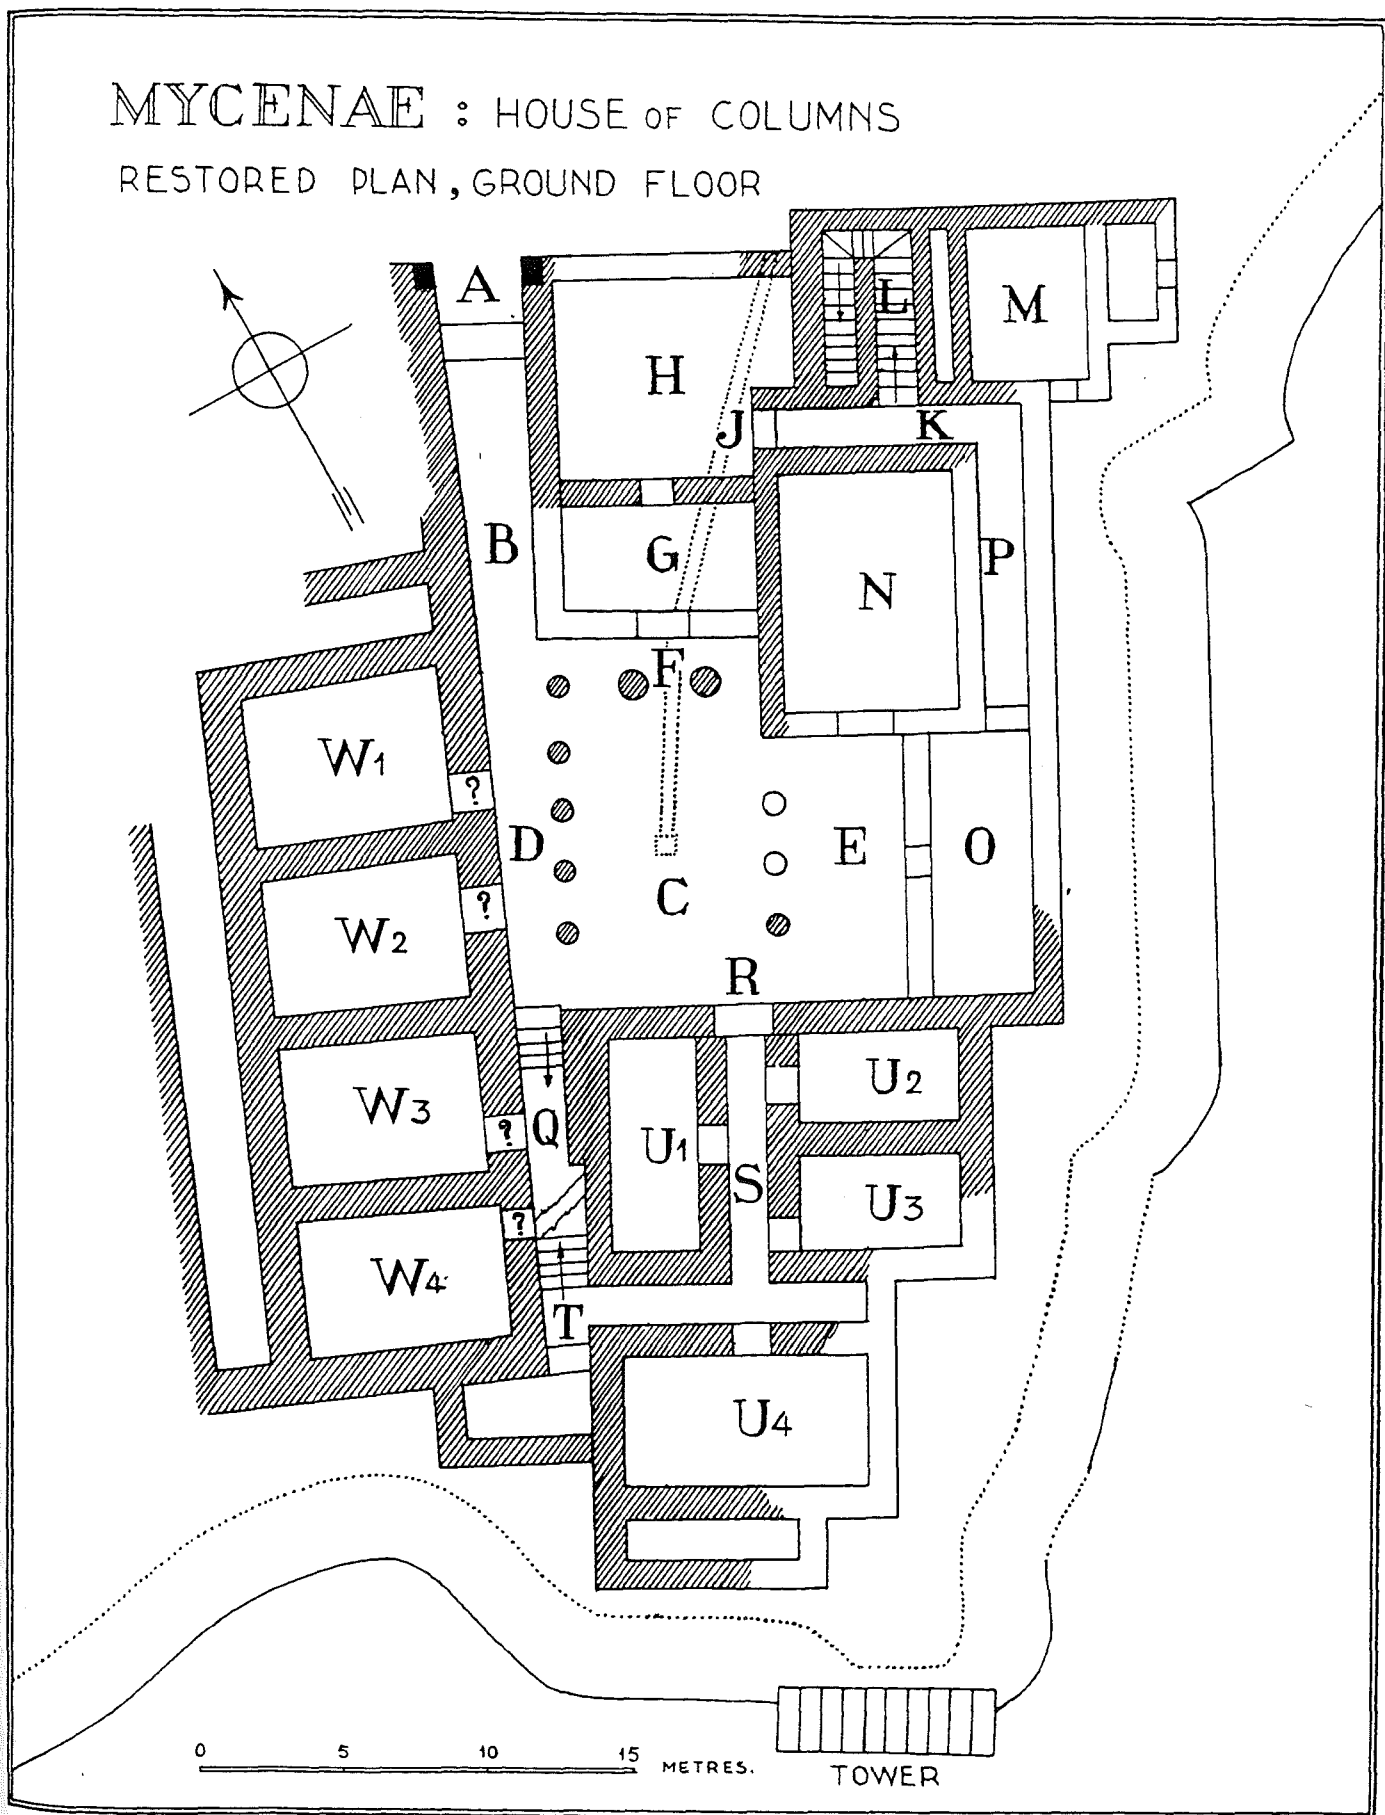 MYCENAE : HOUSE OF COLUMNS
RESTORED PLAN, GROUND FLOOR
A
L
M
H
J
K
B
G
P
N
F
W1
?
D
E
O
C
W2
?
R
U2
W3
?
Q
U1
S
U3
?
W4
T
U4
0 5 10 15 METRES.
TOWER